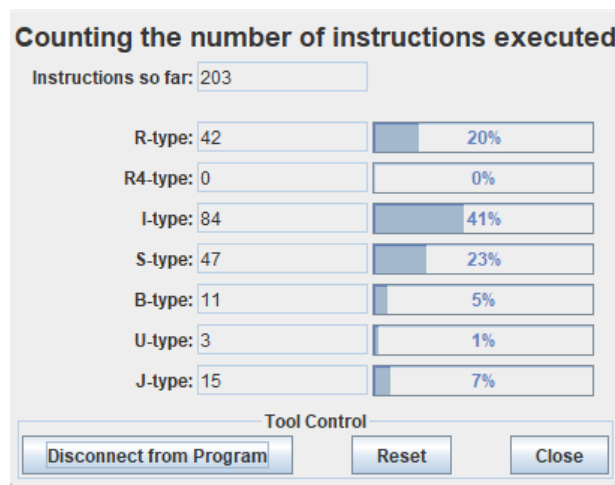 Counting the number of instructions executed
Instructions so far: 203
R-type: 42 20%
R4-type: 0 0%
I-type: 84 41%
S-type: 47 23%
B-type: 11 5%
U-type: 3 1%
J-type: 15 7%
Tool Control
Disconnect from Program Reset Close